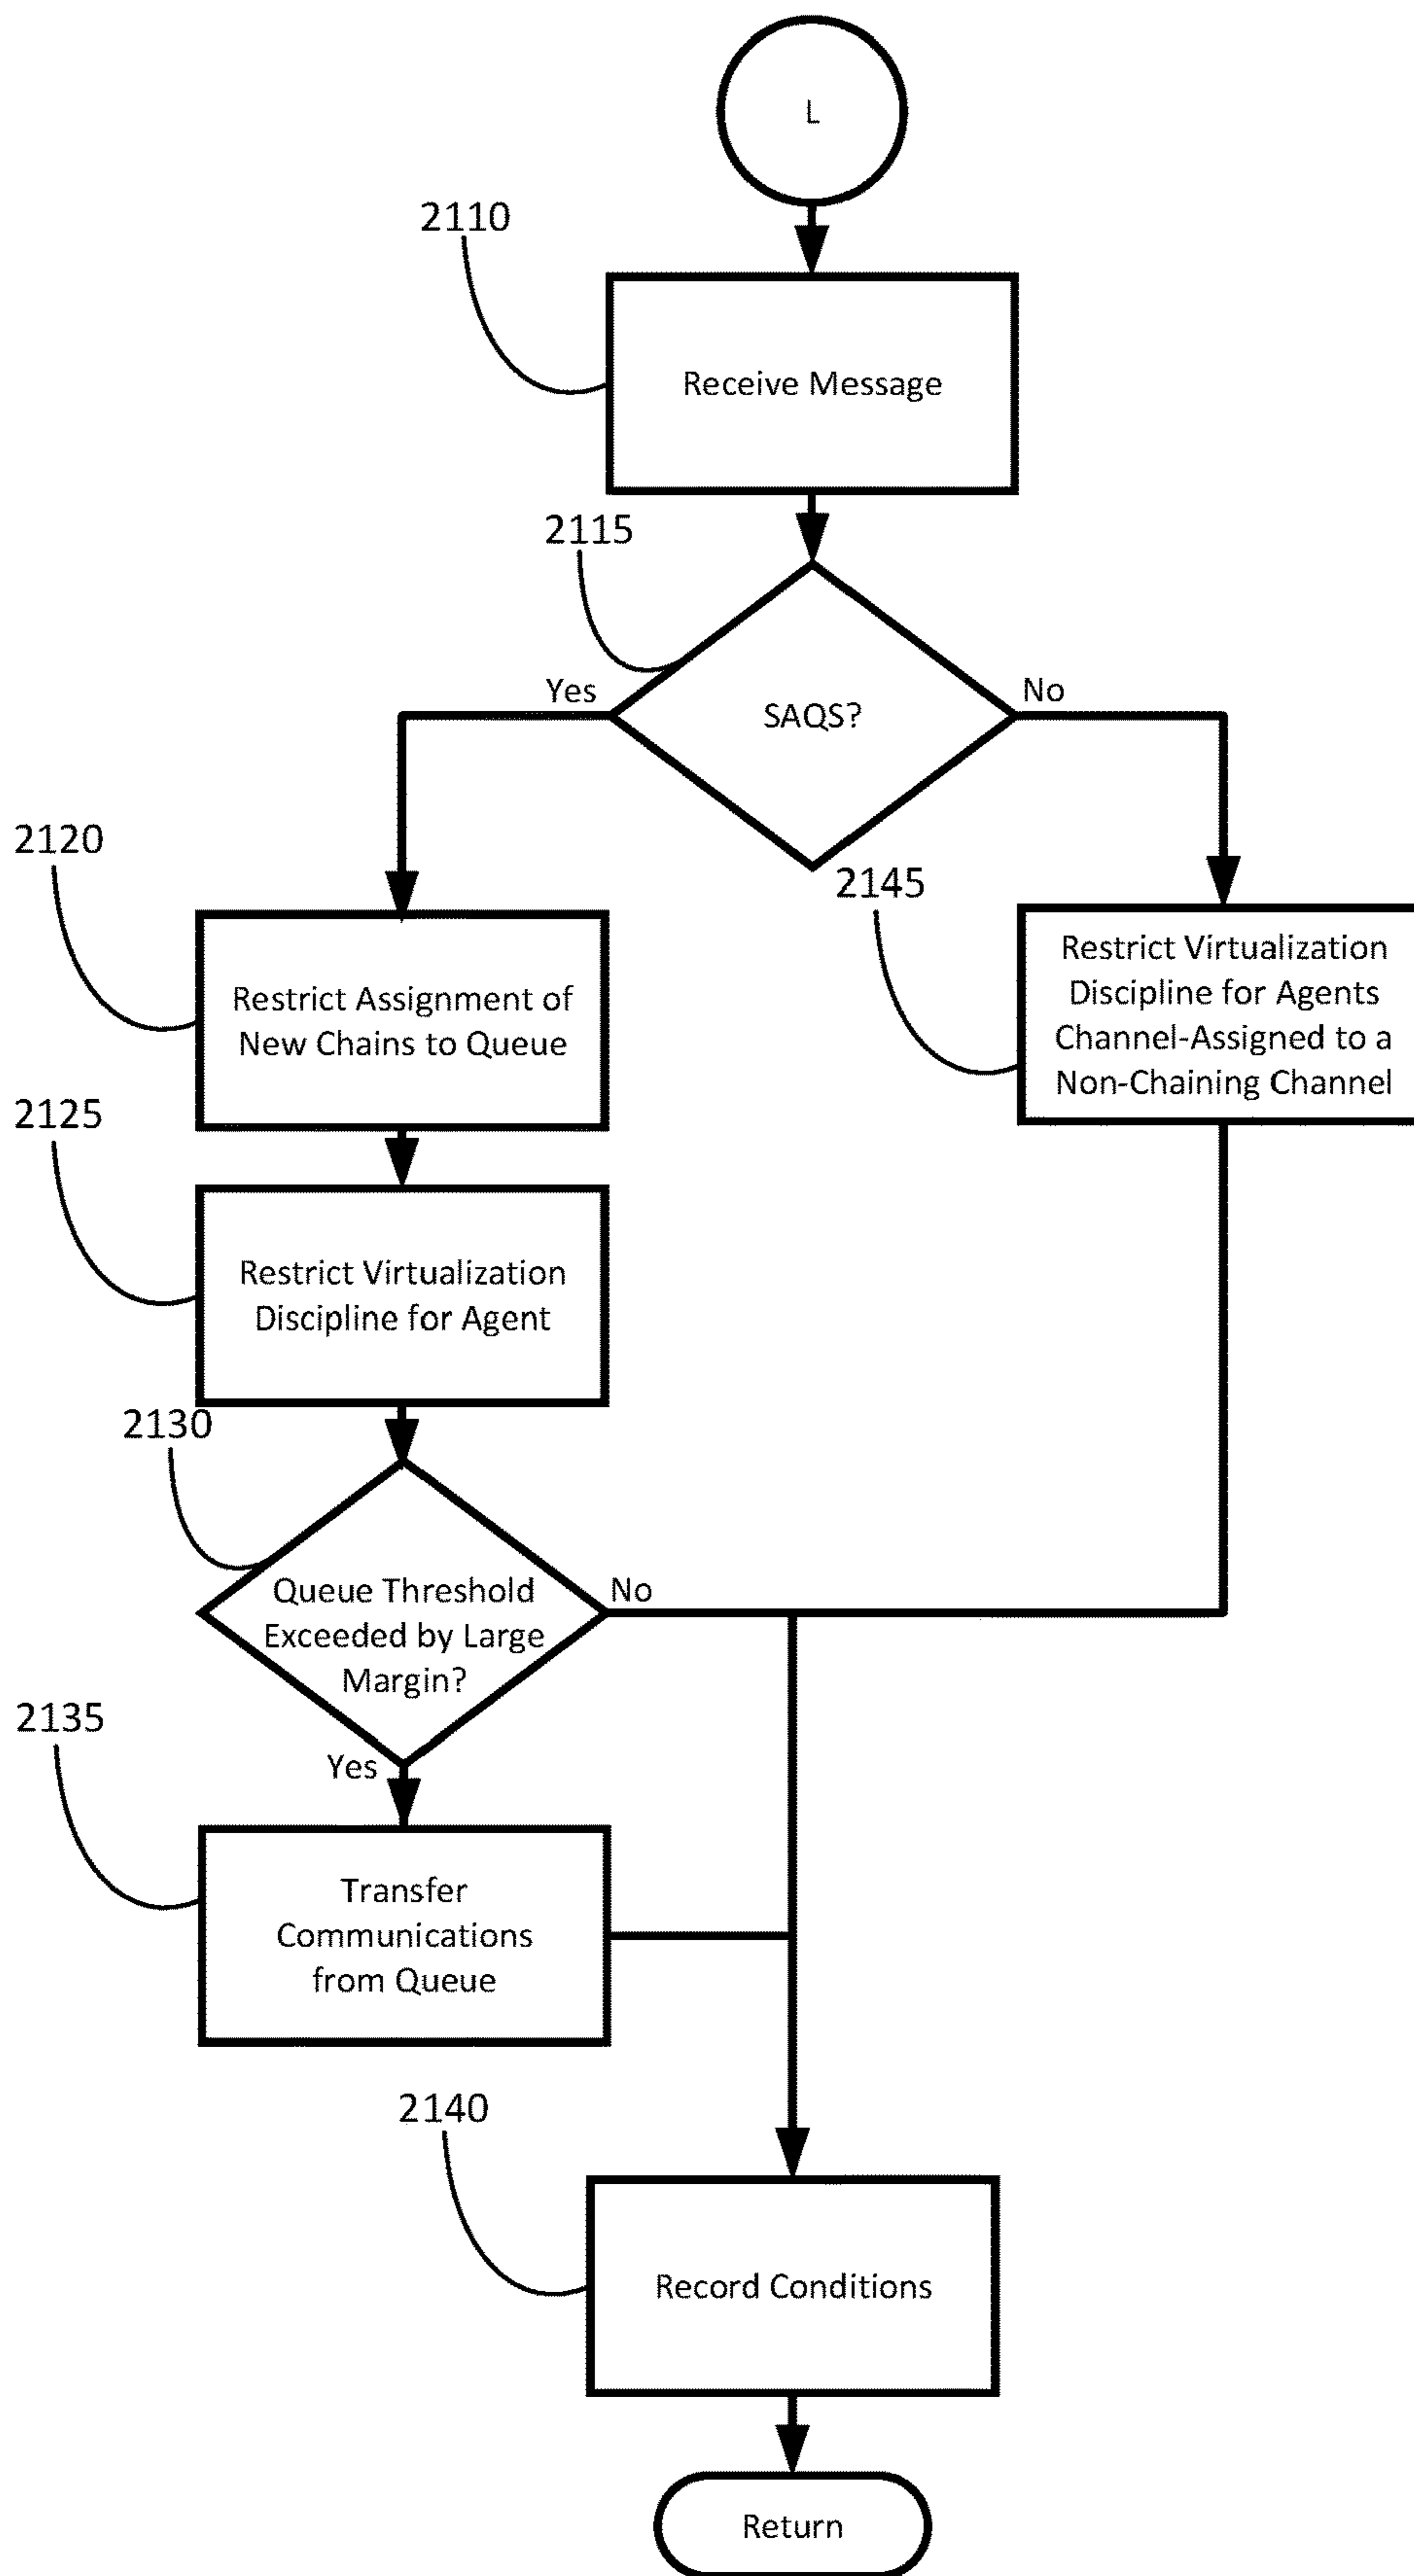 L
2110
Receive Message
2115
Yes
No
SAQS?
2120
2145
Restrict Assignment of
New Chains to Queue
Restrict Virtualization
Discipline for Agents
Channel-Assigned to a
Non-Chaining Channel
2125
Restrict Virtualization
Discipline for Agent
2130
Queue Threshold
Exceeded by Large
Margin?
No
2135
Yes
Transfer
Communications
from Queue
2140
Record Conditions
Return